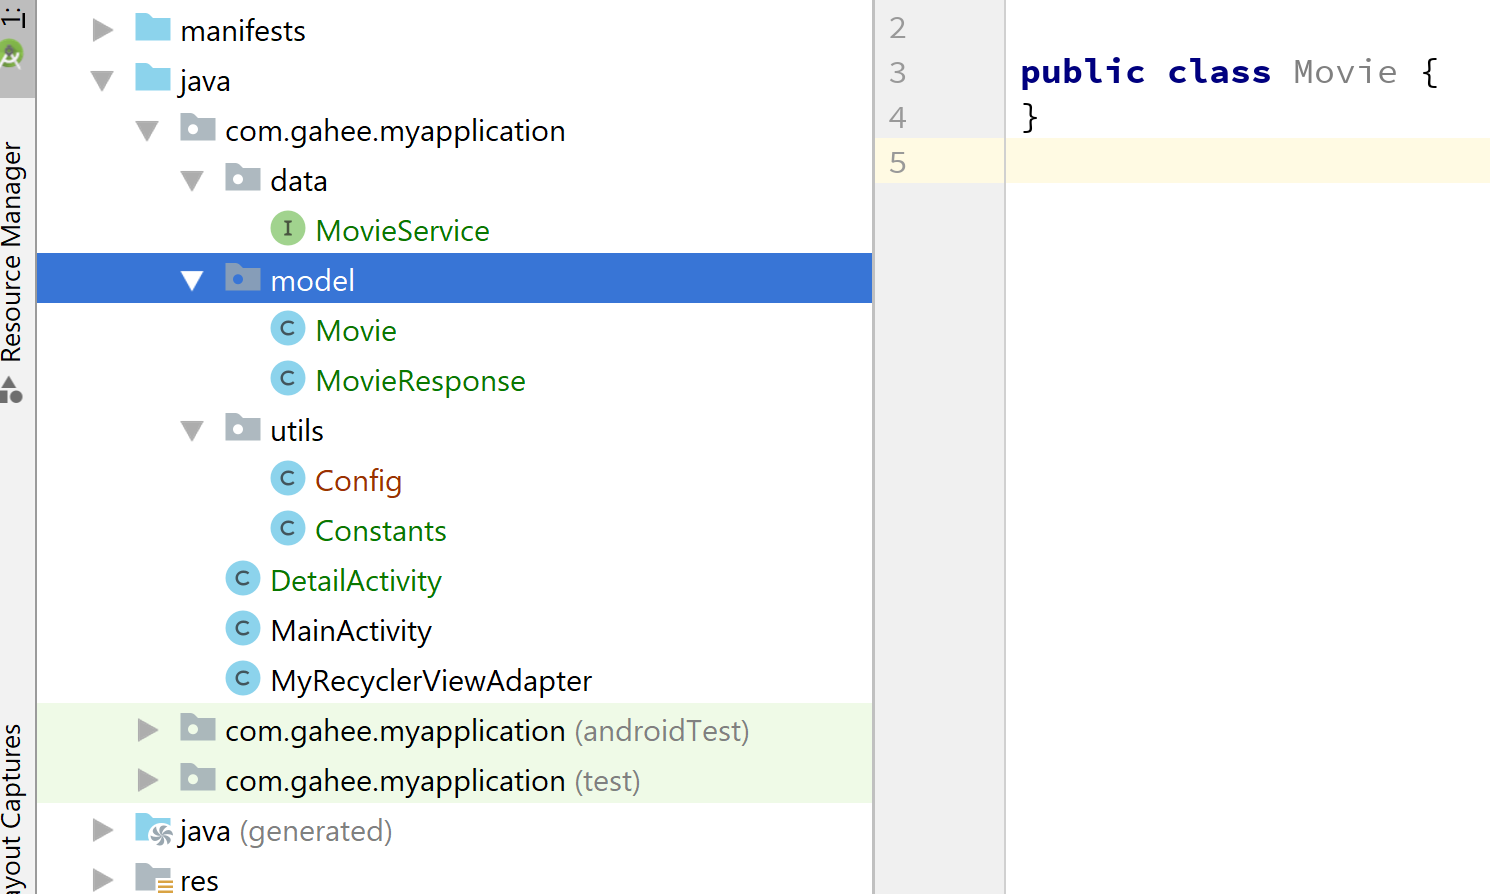 1:
Resource Manager
Layout Captures
manifests
java
com.gahee.myapplication
data
I MovieService
model
C Movie
C MovieResponse
utils
C Config
C Constants
C DetailActivity
C MainActivity
C MyRecyclerViewAdapter
com.gahee.myapplication (androidTest)
com.gahee.myapplication (test)
java (generated)
res
2
3 public class Movie {
4 }
5